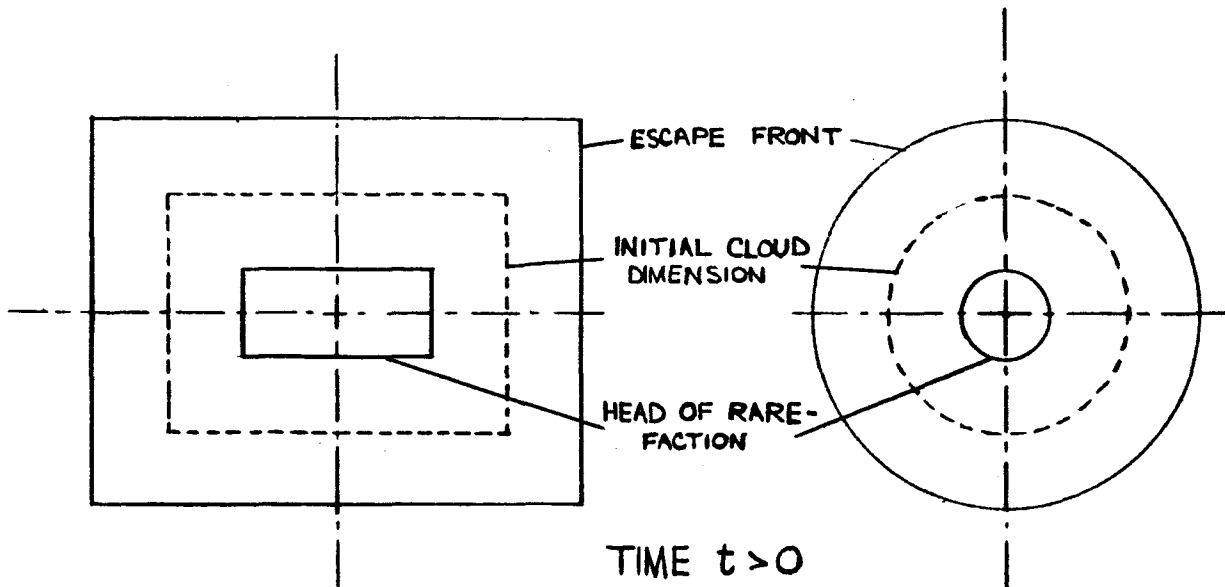 ESCAPE FRONT
INITIAL CLOUD
DIMENSION
HEAD OF RARE-
FACTION
TIME t > 0